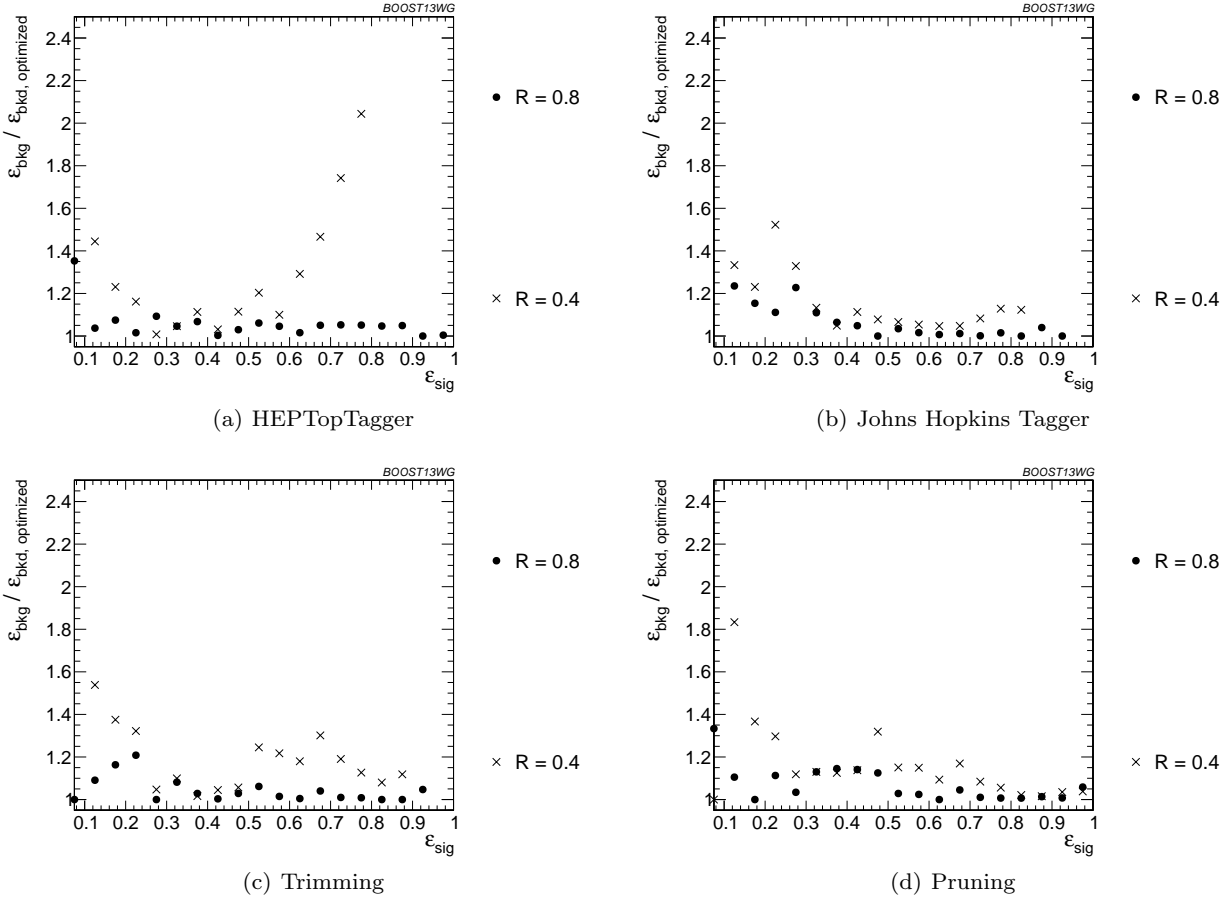 BOOST13WG
ε_bkg / ε_bkd, optimized
2.4
2.2
2
1.8
1.6
1.4
1.2
1
0.1 0.2 0.3 0.4 0.5 0.6 0.7 0.8 0.9 1
ε_sig
R = 0.8
R = 0.4
(a) HEPTopTagger
BOOST13WG
ε_bkg / ε_bkd, optimized
2.4
2.2
2
1.8
1.6
1.4
1.2
1
0.1 0.2 0.3 0.4 0.5 0.6 0.7 0.8 0.9 1
ε_sig
R = 0.8
R = 0.4
(b) Johns Hopkins Tagger
BOOST13WG
ε_bkg / ε_bkd, optimized
2.4
2.2
2
1.8
1.6
1.4
1.2
1
0.1 0.2 0.3 0.4 0.5 0.6 0.7 0.8 0.9 1
ε_sig
R = 0.8
R = 0.4
(c) Trimming
BOOST13WG
ε_bkg / ε_bkd, optimized
2.4
2.2
2
1.8
1.6
1.4
1.2
1
0.1 0.2 0.3 0.4 0.5 0.6 0.7 0.8 0.9 1
ε_sig
R = 0.8
R = 0.4
(d) Pruning